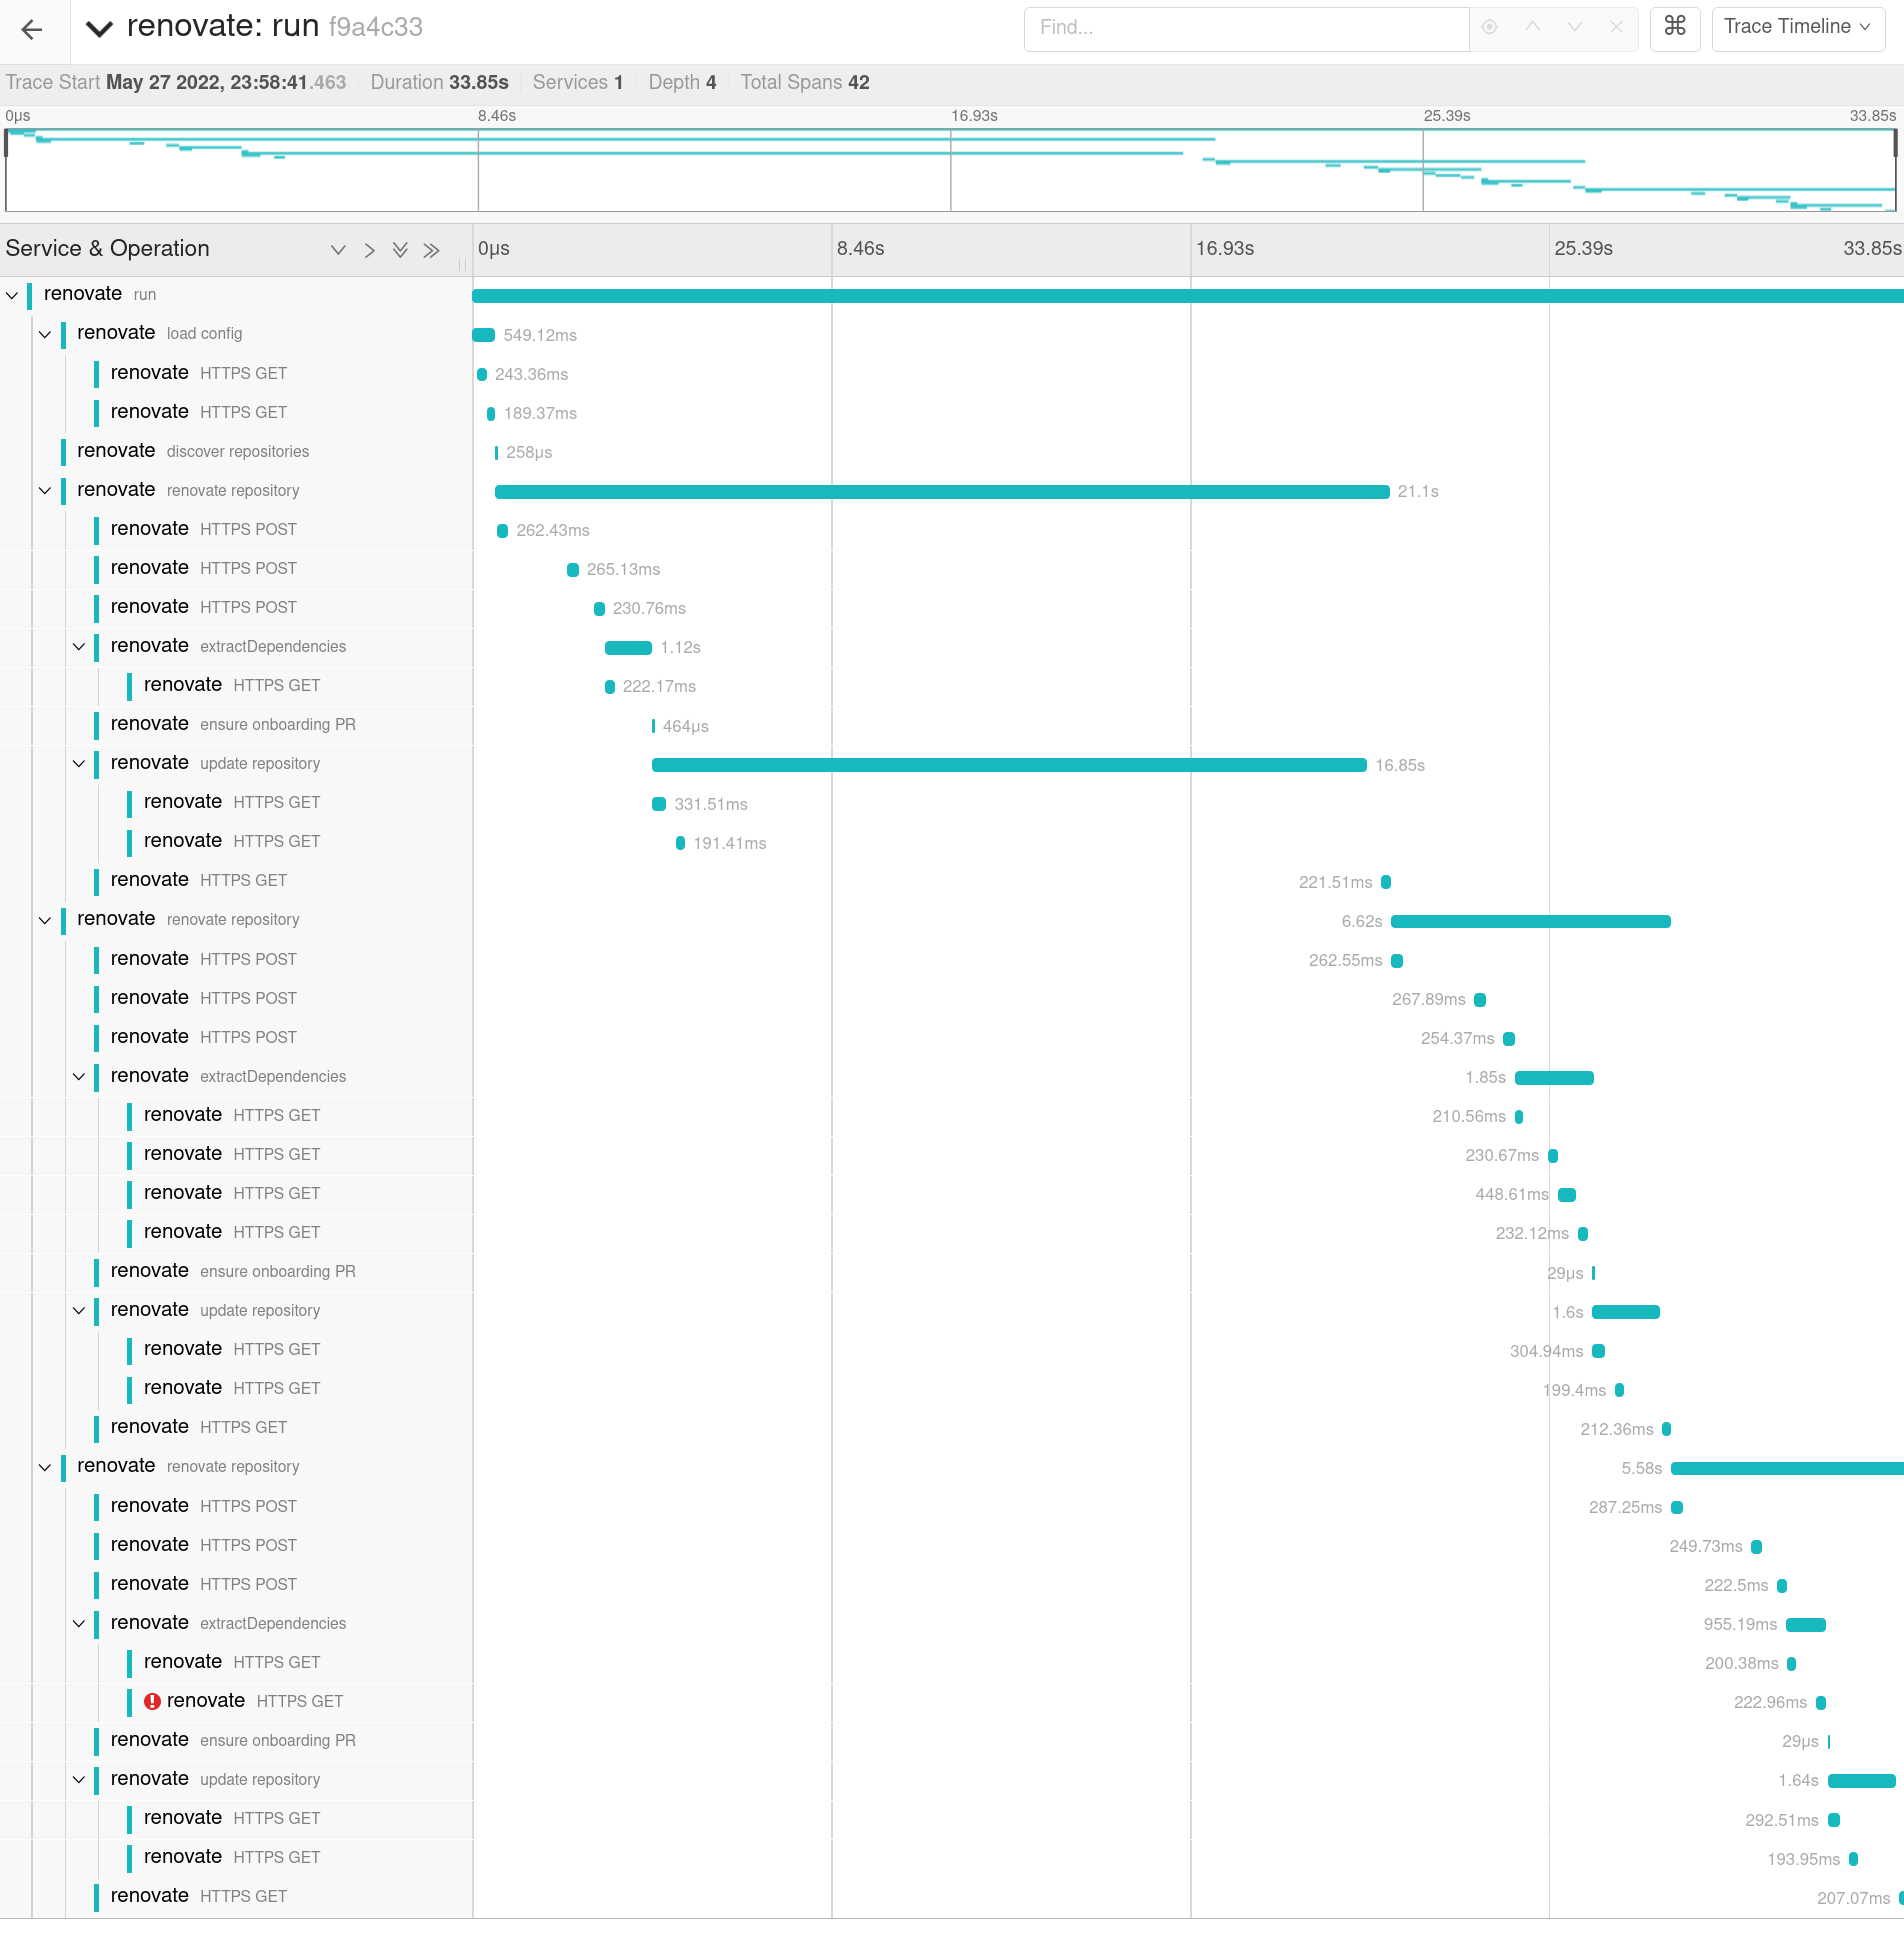 renovate: run f9a4c33
Find...
⌘
Trace Timeline
Trace Start May 27 2022, 23:58:41.463 Duration 33.85s Services 1 Depth 4 Total Spans 42
0μs 8.46s 16.93s 25.39s 33.85s
Service & Operation 0μs 8.46s 16.93s 25.39s 33.85s
renovate run
renovate load config 549.12ms
renovate HTTPS GET 243.36ms
renovate HTTPS GET 189.37ms
renovate discover repositories 258μs
renovate renovate repository 21.1s
renovate HTTPS POST 262.43ms
renovate HTTPS POST 265.13ms
renovate HTTPS POST 230.76ms
renovate extractDependencies 1.12s
renovate HTTPS GET 222.17ms
renovate ensure onboarding PR 464μs
renovate update repository 16.85s
renovate HTTPS GET 331.51ms
renovate HTTPS GET 191.41ms
renovate HTTPS GET 221.51ms
renovate renovate repository 6.62s
renovate HTTPS POST 262.55ms
renovate HTTPS POST 267.89ms
renovate HTTPS POST 254.37ms
renovate extractDependencies 1.85s
renovate HTTPS GET 210.56ms
renovate HTTPS GET 230.67ms
renovate HTTPS GET 448.61ms
renovate HTTPS GET 232.12ms
renovate ensure onboarding PR 29μs
renovate update repository 1.6s
renovate HTTPS GET 304.94ms
renovate HTTPS GET 199.4ms
renovate HTTPS GET 212.36ms
renovate renovate repository 5.58s
renovate HTTPS POST 287.25ms
renovate HTTPS POST 249.73ms
renovate HTTPS POST 222.5ms
renovate extractDependencies 955.19ms
renovate HTTPS GET 200.38ms
renovate HTTPS GET 222.96ms
renovate ensure onboarding PR 29μs
renovate update repository 1.64s
renovate HTTPS GET 292.51ms
renovate HTTPS GET 193.95ms
renovate HTTPS GET 207.07ms